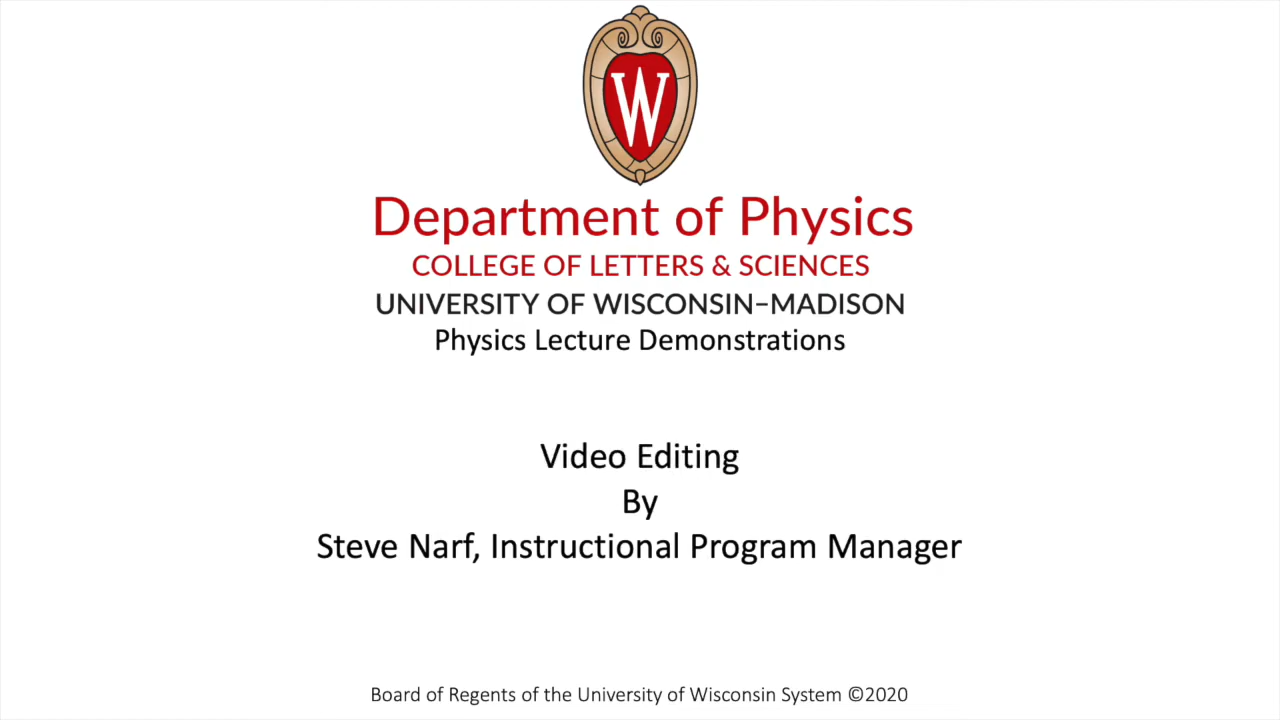 W
Department of Physics
COLLEGE OF LETTERS & SCIENCES
UNIVERSITY OF WISCONSIN–MADISON
Physics Lecture Demonstrations
Video Editing
By
Steve Narf, Instructional Program Manager
Board of Regents of the University of Wisconsin System ©2020